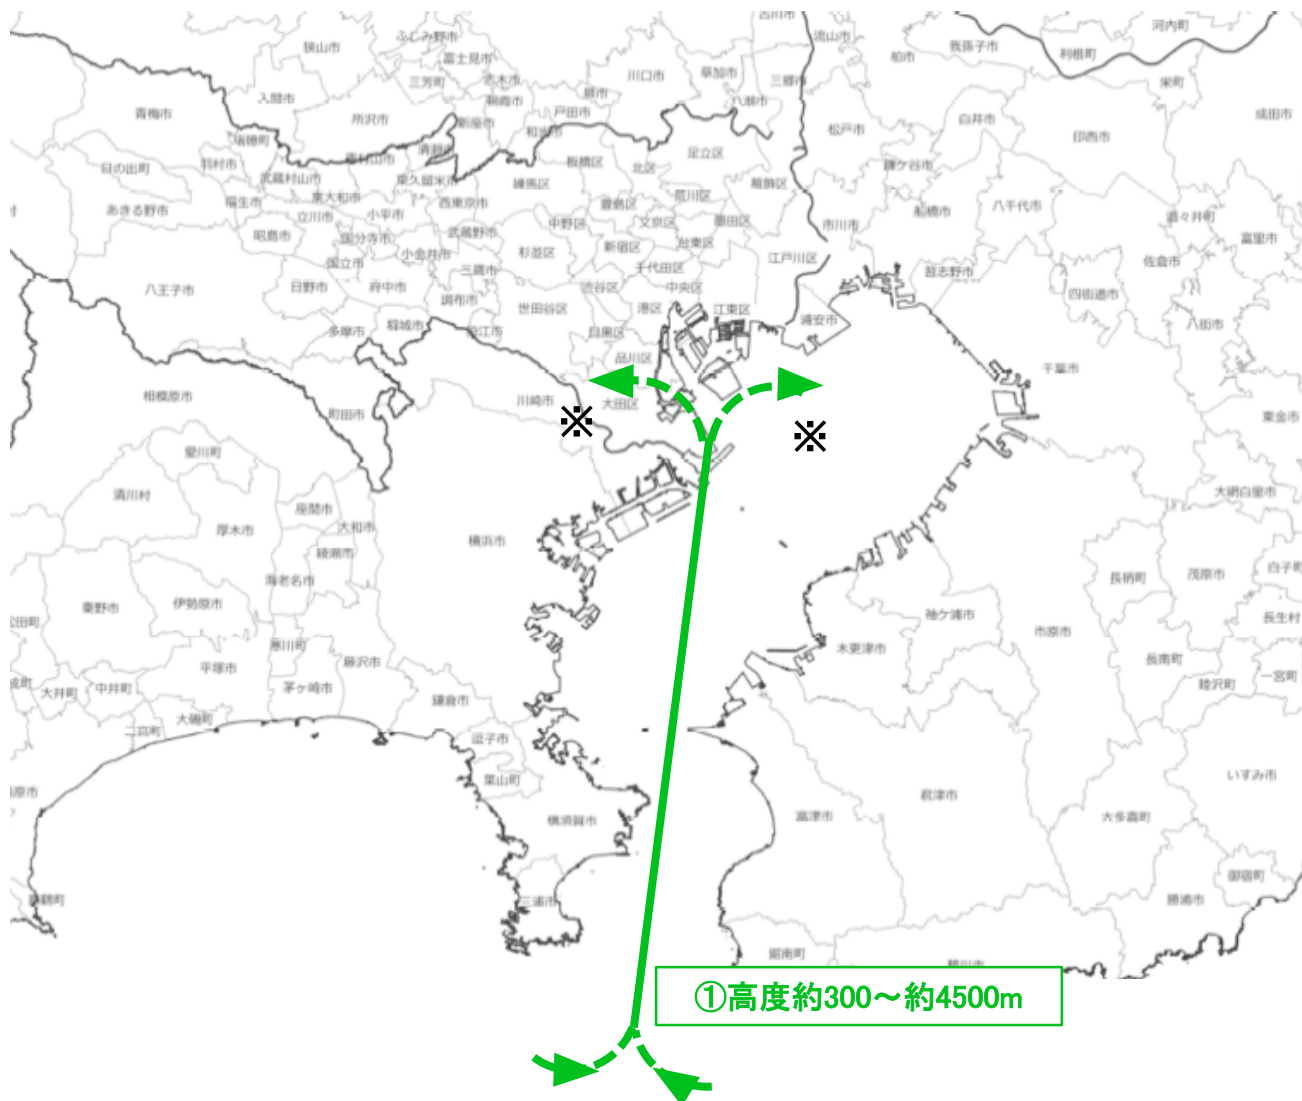 古川市
河内町
ふじみ野市
流山市
狭山市
我孫子市
利根町
富士見市
柏市
川口市
草加市
三郷市
三芳町
志木市
栄町
蕨市
入間市
朝霞市
八潮市
青梅市
戸田市
成田市
所沢市
新座市
白井市
和光市
松戸市
印西市
瑞穂町
清瀬市
足立区
羽村市
東村山市
板橋区
北区
鎌ケ谷市
日の出町
武蔵村山市
東久留米市
練馬区
葛飾区
東大和市
荒川区
福生市
西東京市
豊島区
八千代市
あきる野市
立川市
小平市
中野区
文京区
墨田区
市川市
船橋市
酒々井町
昭島市
国分寺市
武蔵野市
新宿区
台東区
富里市
小金井市
杉並区
江戸川区
国立市
千代田区
佐倉市
三鷹市
習志野市
八王子市
日野市
府中市
渋谷区
中央区
四街道市
調布市
世田谷区
港区
江東区
浦安市
八街市
多摩市
稲城市
狛江市
目黒区
品川区
千葉市
相模原市
町田市
川崎市
大田区
東金市
※
※
愛川町
清川村
大網白里市
座間市
厚木市
大和市
横浜市
綾瀬市
海老名市
長柄町
茂原市
白子町
秦野市
伊勢原市
袖ケ浦市
長生村
松田町
市原市
寒川町
木更津市
平塚市
藤沢市
長南町
一宮町
大井町
中井町
茅ケ崎市
鎌倉市
睦沢町
大磯町
二宮町
逗子市
葉山町
いすみ市
君津市
横須賀市
富津市
大多喜町
御宿町
三浦市
勝浦市
真鶴町
鋸南町
鴨川市
①高度約300～約4500m